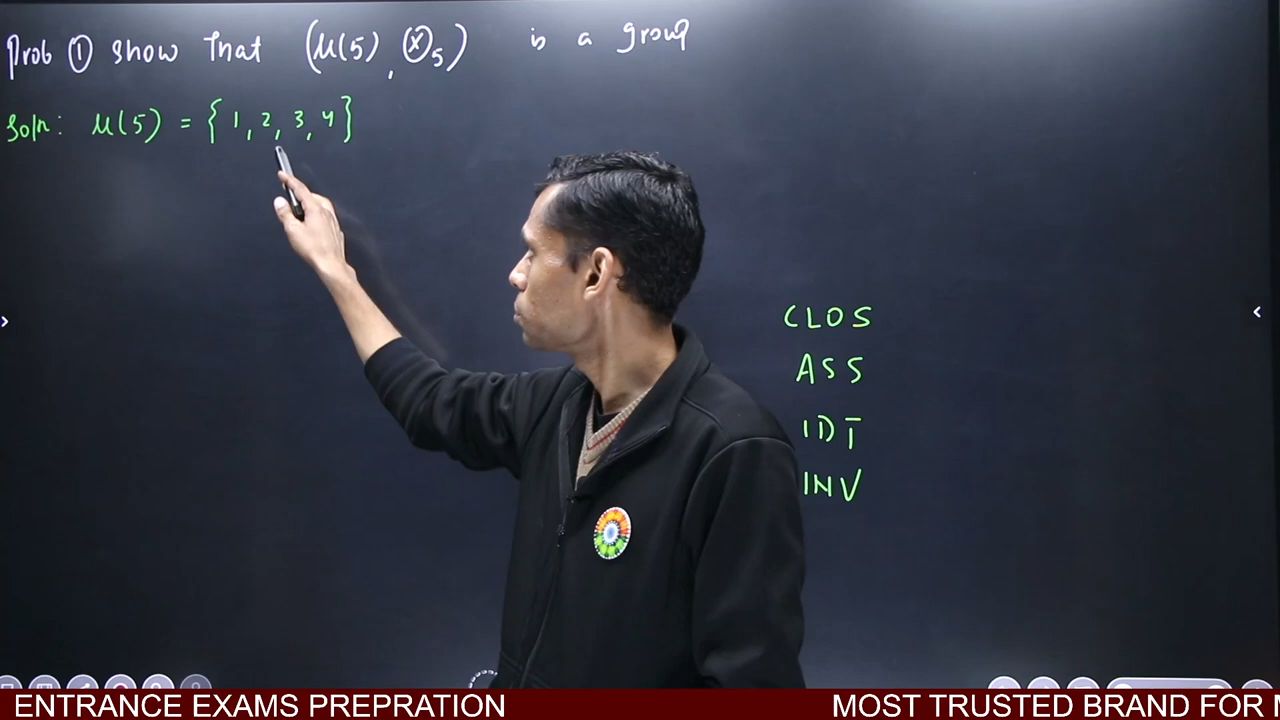 Prob ① show that (U(5), ⊗₅) is a group
Soln: U(5) = {1, 2, 3, 4}
CLOS
ASS
IDT
INV
ENTRANCE EXAMS PREPRATION MOST TRUSTED BRAND FOR